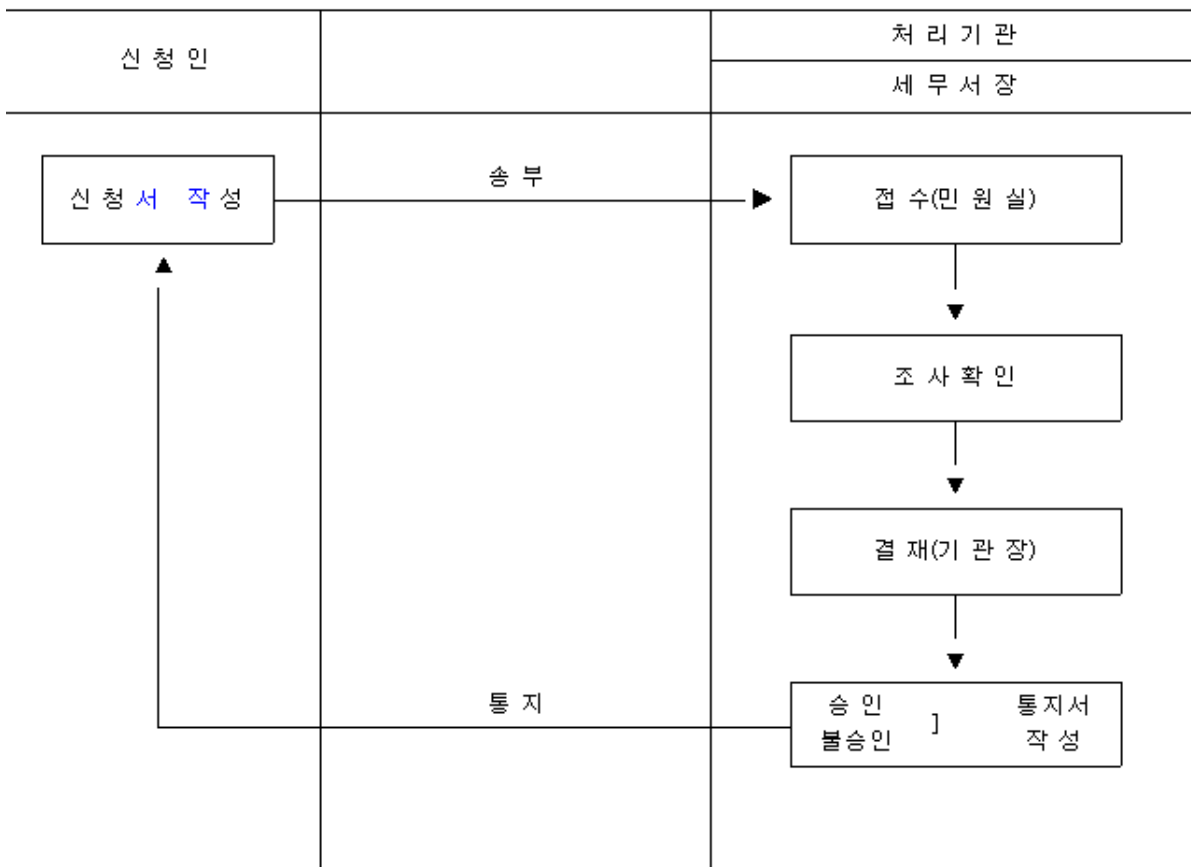 신 청 인
처 리 기 관
세 무 서 장
신 청 서 작 성
송 부
접 수(민 원 실)
조 사 확 인
결 재(기 관 장)
통 지
승 인 ] 통지서
불승인 작 성